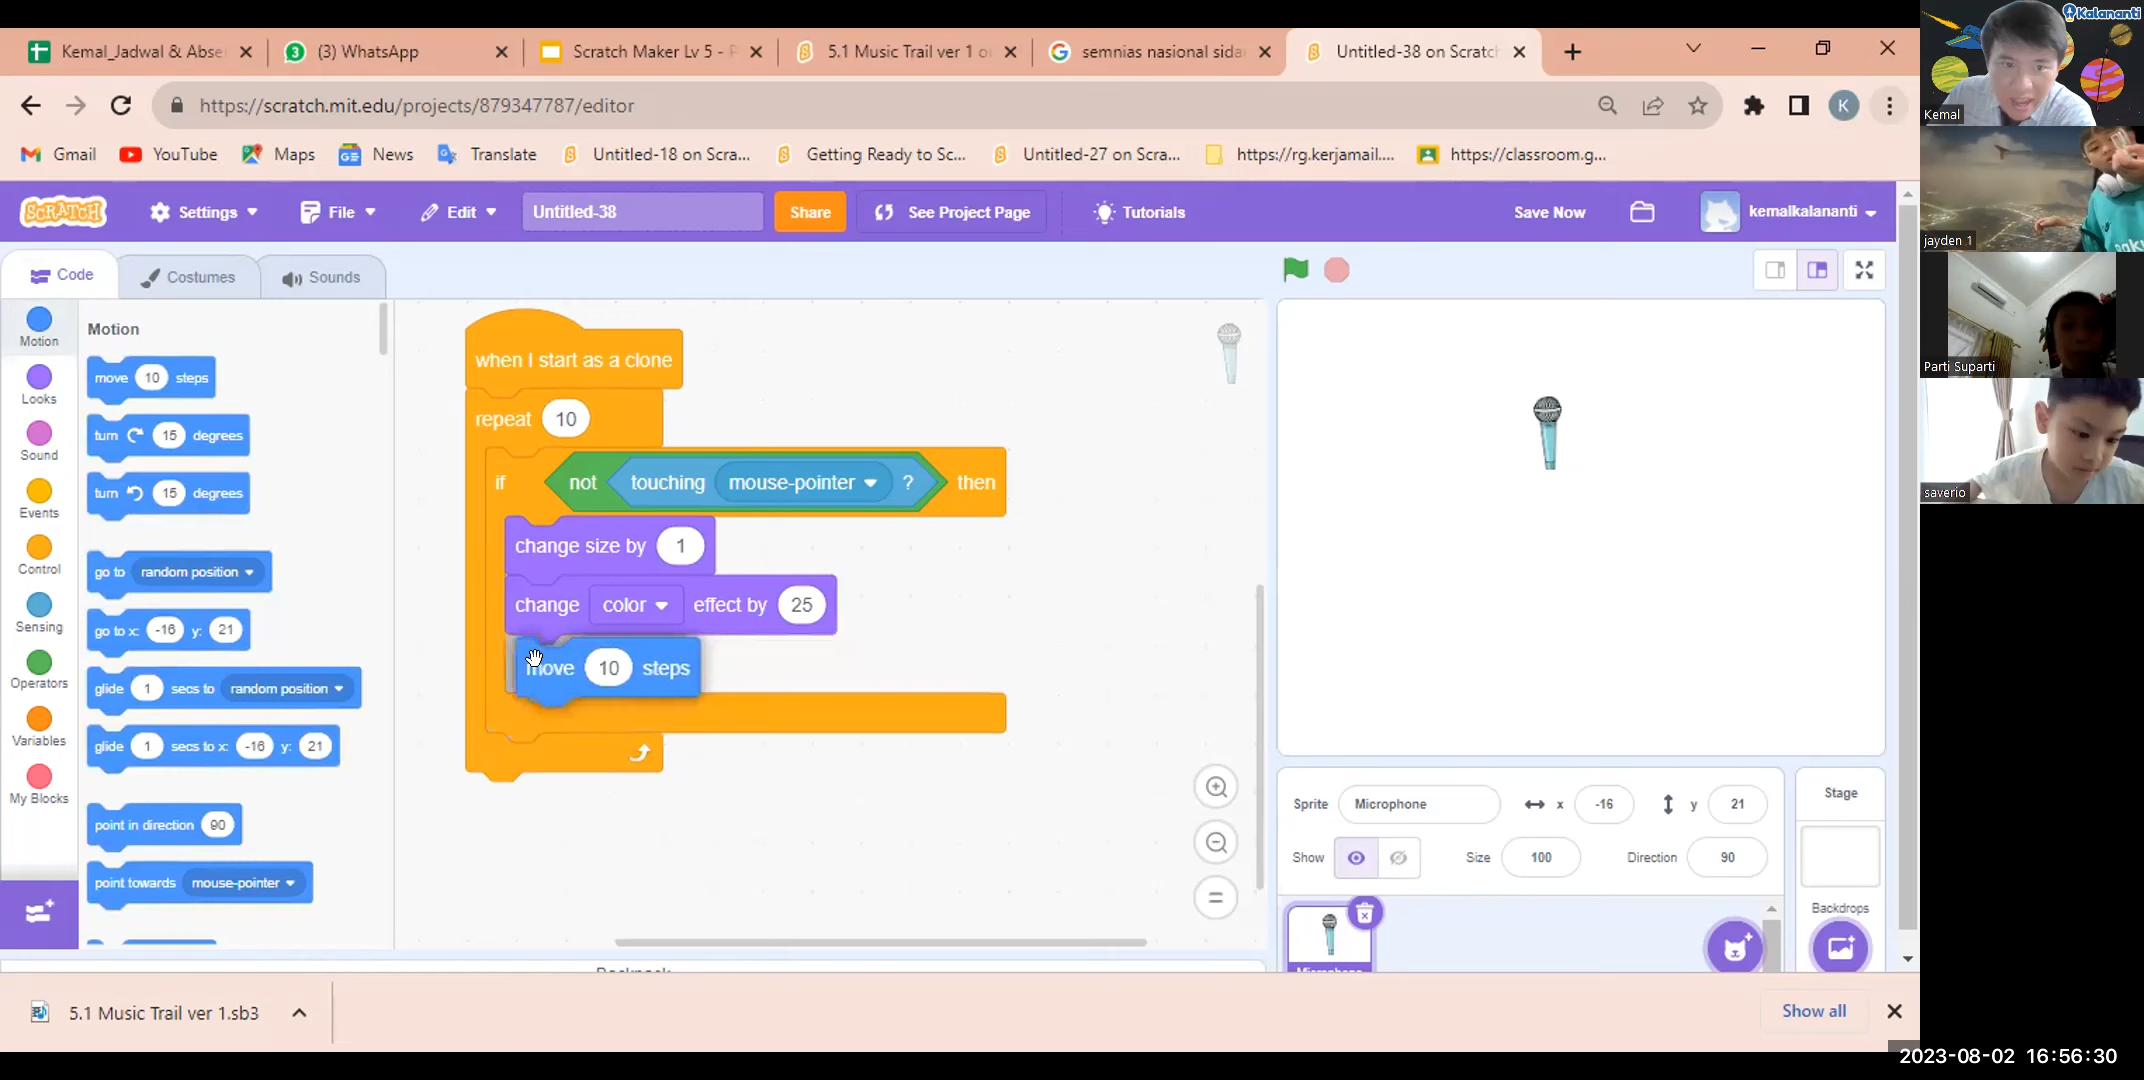 Kemal_Jadwal & Abse
(3) WhatsApp
Scratch Maker Lv 5 -
5.1 Music Trail ver 1 o
semnias nasional sida
Untitled-38 on Scratch
https://scratch.mit.edu/projects/879347787/editor
K
Gmail
YouTube
Maps
News
Translate
Untitled-18 on Scra...
Getting Ready to Sc...
Untitled-27 on Scra...
https://rg.kerjamail....
https://classroom.g...
SCRATCH
Settings
File
Edit
Untitled-38
Share
See Project Page
Tutorials
Save Now
kemalkalananti
Code
Costumes
Sounds
Motion
Looks
Sound
Events
Control
Sensing
Operators
Variables
My Blocks
Motion
move 10 steps
turn 15 degrees
turn 15 degrees
go to random position
go to x: -16 y: 21
glide 1 secs to random position
glide 1 secs to x: -16 y: 21
point in direction 90
point towards mouse-pointer
when I start as a clone
repeat 10
if not touching mouse-pointer ? then
change size by 1
change color effect by 25
move 10 steps
Sprite Microphone x -16 y 21
Show Size 100 Direction 90
Microphone
Stage
Backdrops
Backpack
5.1 Music Trail ver 1.sb3
Show all
Kalananti
Kemal
jayden 1
Parti Suparti
saverio
2023-08-02 16:56:30